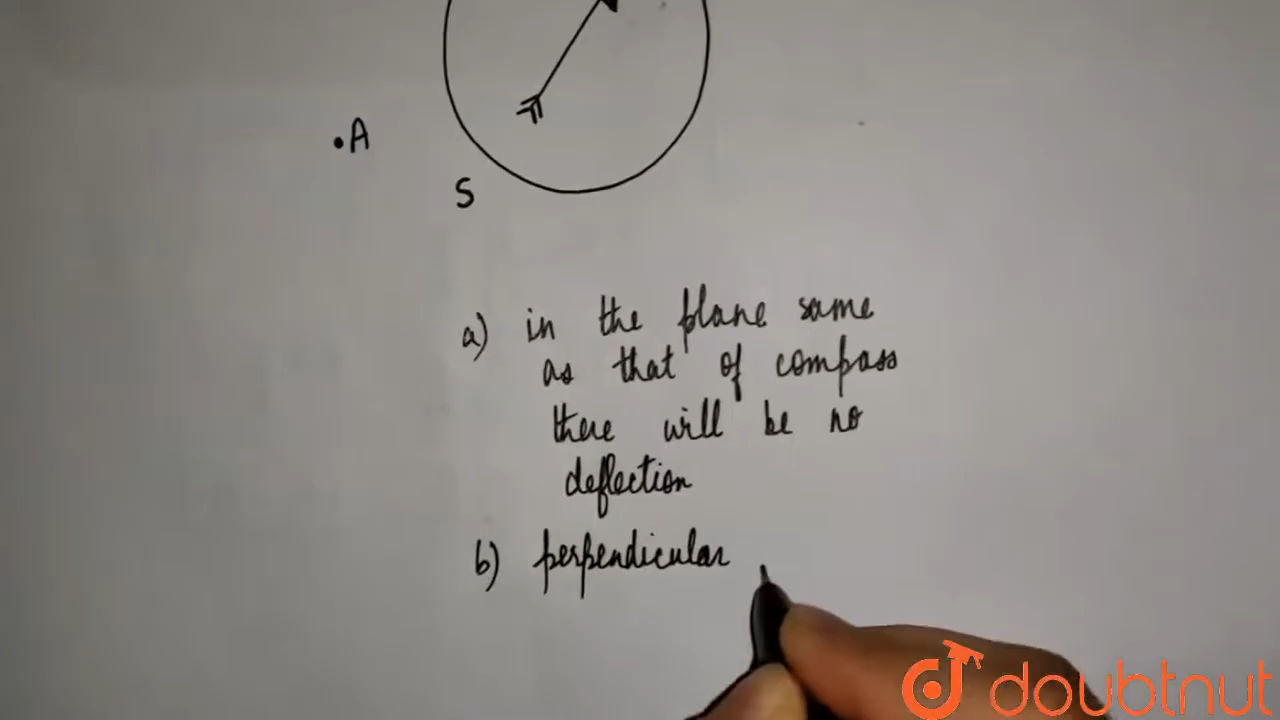 •A
S
a) in the plane same
as that of compass
there will be no
deflection
b) perpendicular
doubtnut